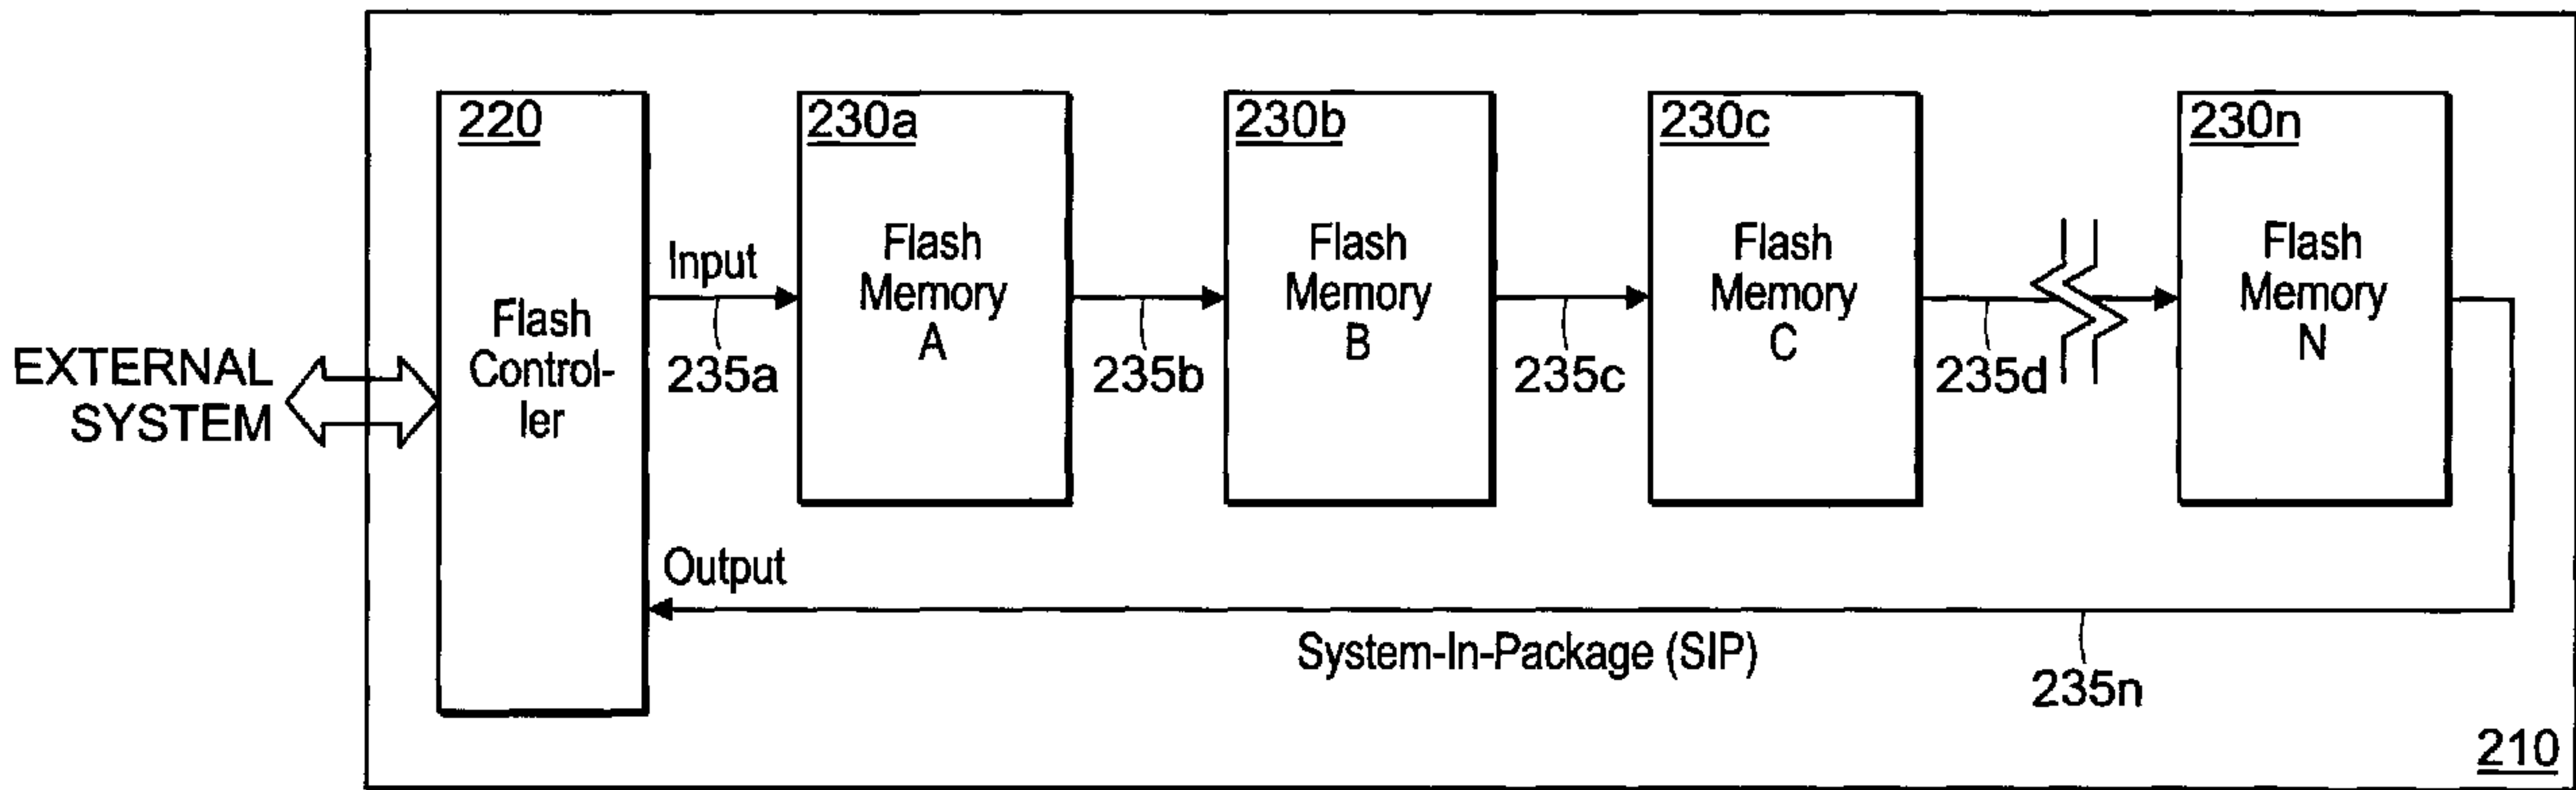 220
230a
230b
230c
230n
Flash
Control-
ler
Flash
Memory
A
Flash
Memory
B
Flash
Memory
C
Flash
Memory
N
Input
235a
235b
235c
235d
EXTERNAL
SYSTEM
Output
System-In-Package (SIP)
235n
210